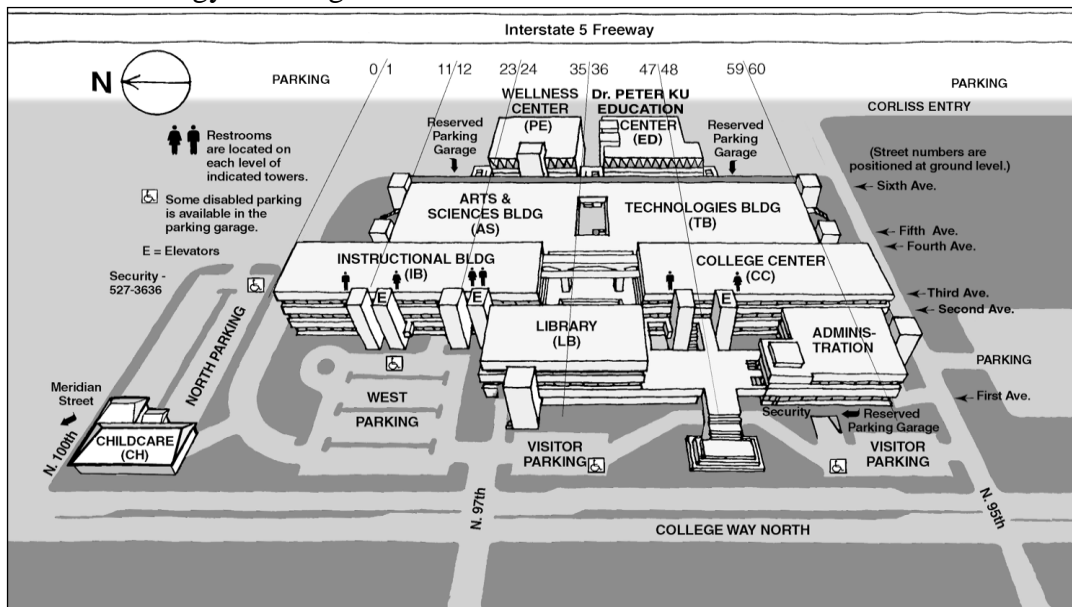 Interstate 5 Freeway
N
PARKING
0/1
11/12
23/24
35/36
47/48
59/60
PARKING
CORLISS ENTRY
WELLNESS
CENTER
(PE)
Dr. PETER KU
EDUCATION
CENTER
(ED)
Reserved
Parking
Garage
Reserved
Parking
Garage
Restrooms
are located on
each level of
indicated towers.
Some disabled parking
is available in the
parking garage.
E = Elevators
Security -
527-3636
(Street numbers are
positioned at ground level.)
Sixth Ave.
Fifth Ave.
Fourth Ave.
Third Ave.
Second Ave.
PARKING
First Ave.
ARTS &
SCIENCES BLDG
(AS)
TECHNOLOGIES BLDG
(TB)
INSTRUCTIONAL BLDG
(IB)
E
E
COLLEGE CENTER
(CC)
E
LIBRARY
(LB)
ADMINIS-
TRATION
NORTH PARKING
WEST
PARKING
Meridian
Street
N. 100th
CHILDCARE
(CH)
VISITOR
PARKING
Security
Reserved
Parking Garage
VISITOR
PARKING
N. 97th
N. 95th
COLLEGE WAY NORTH